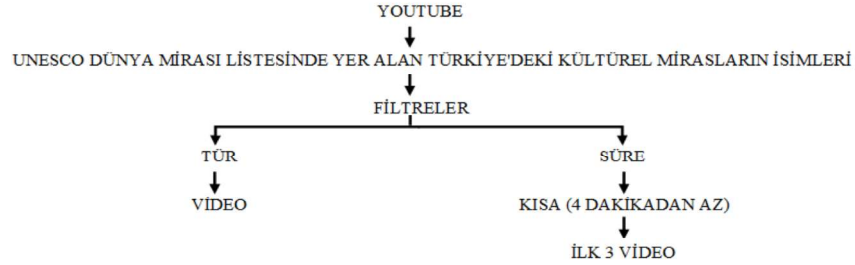 YOUTUBE
UNESCO DÜNYA MİRASI LİSTESİNDE YER ALAN TÜRKİYE'DEKİ KÜLTÜREL MİRASLARIN İSİMLERİ
FİLTRELER
TÜR
SÜRE
VİDEO
KISA (4 DAKİKADAN AZ)
İLK 3 VİDEO